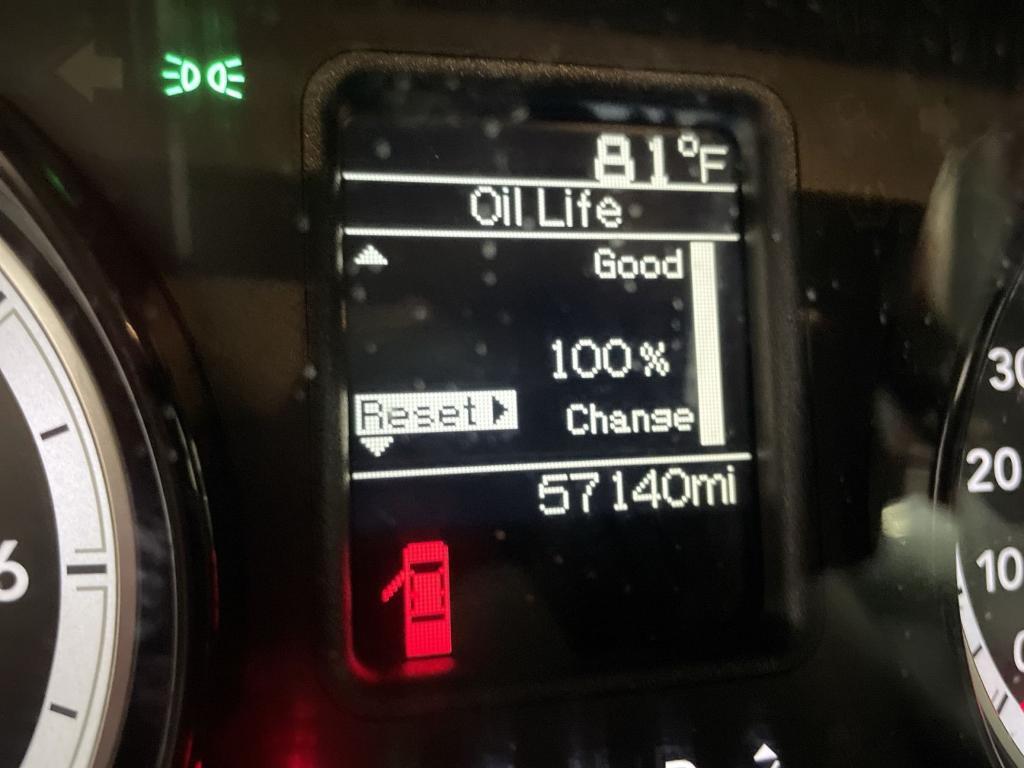 81°F
Oil Life
Good
100%
Reset
Change
57140mi
6
30
20
10